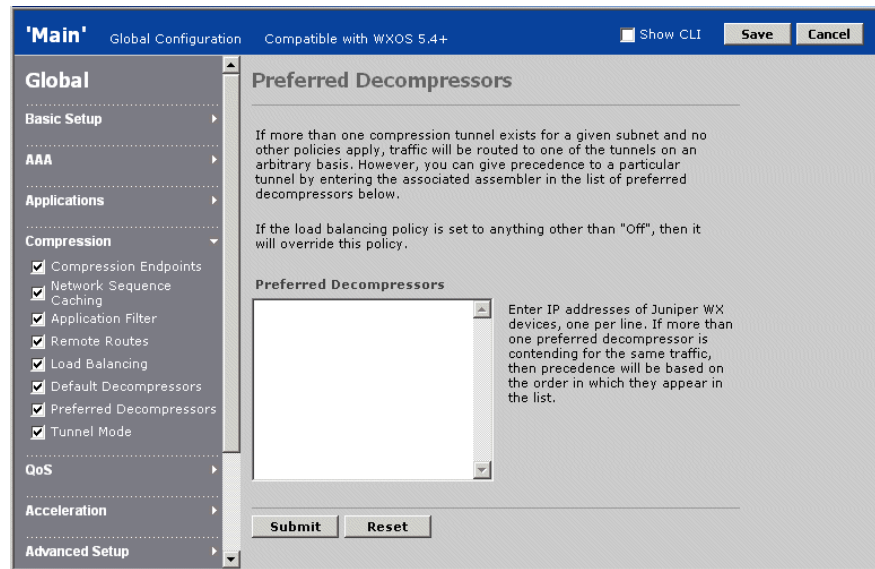 'Main' Global Configuration Compatible with WXOS 5.4+ Show CLI Save Cancel
Global
Basic Setup
AAA
Applications
Compression
Compression Endpoints
Network Sequence
Caching
Application Filter
Remote Routes
Load Balancing
Default Decompressors
Preferred Decompressors
Tunnel Mode
QoS
Acceleration
Advanced Setup
Preferred Decompressors
If more than one compression tunnel exists for a given subnet and no
other policies apply, traffic will be routed to one of the tunnels on an
arbitrary basis. However, you can give precedence to a particular
tunnel by entering the associated assembler in the list of preferred
decompressors below.
If the load balancing policy is set to anything other than "Off", then it
will override this policy.
Preferred Decompressors
Enter IP addresses of Juniper WX
devices, one per line. If more than
one preferred decompressor is
contending for the same traffic,
then precedence will be based on
the order in which they appear in
the list.
Submit Reset